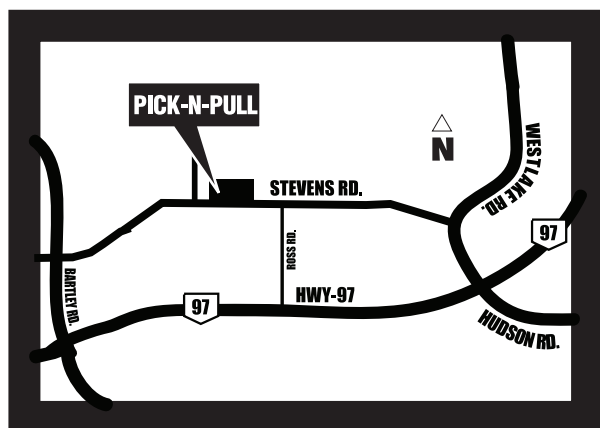 PICK-N-PULL
N
WESTLAKE RD.
STEVENS RD.
97
ROSS RD.
BARTLEY RD.
HWY-97
97
HUDSON RD.